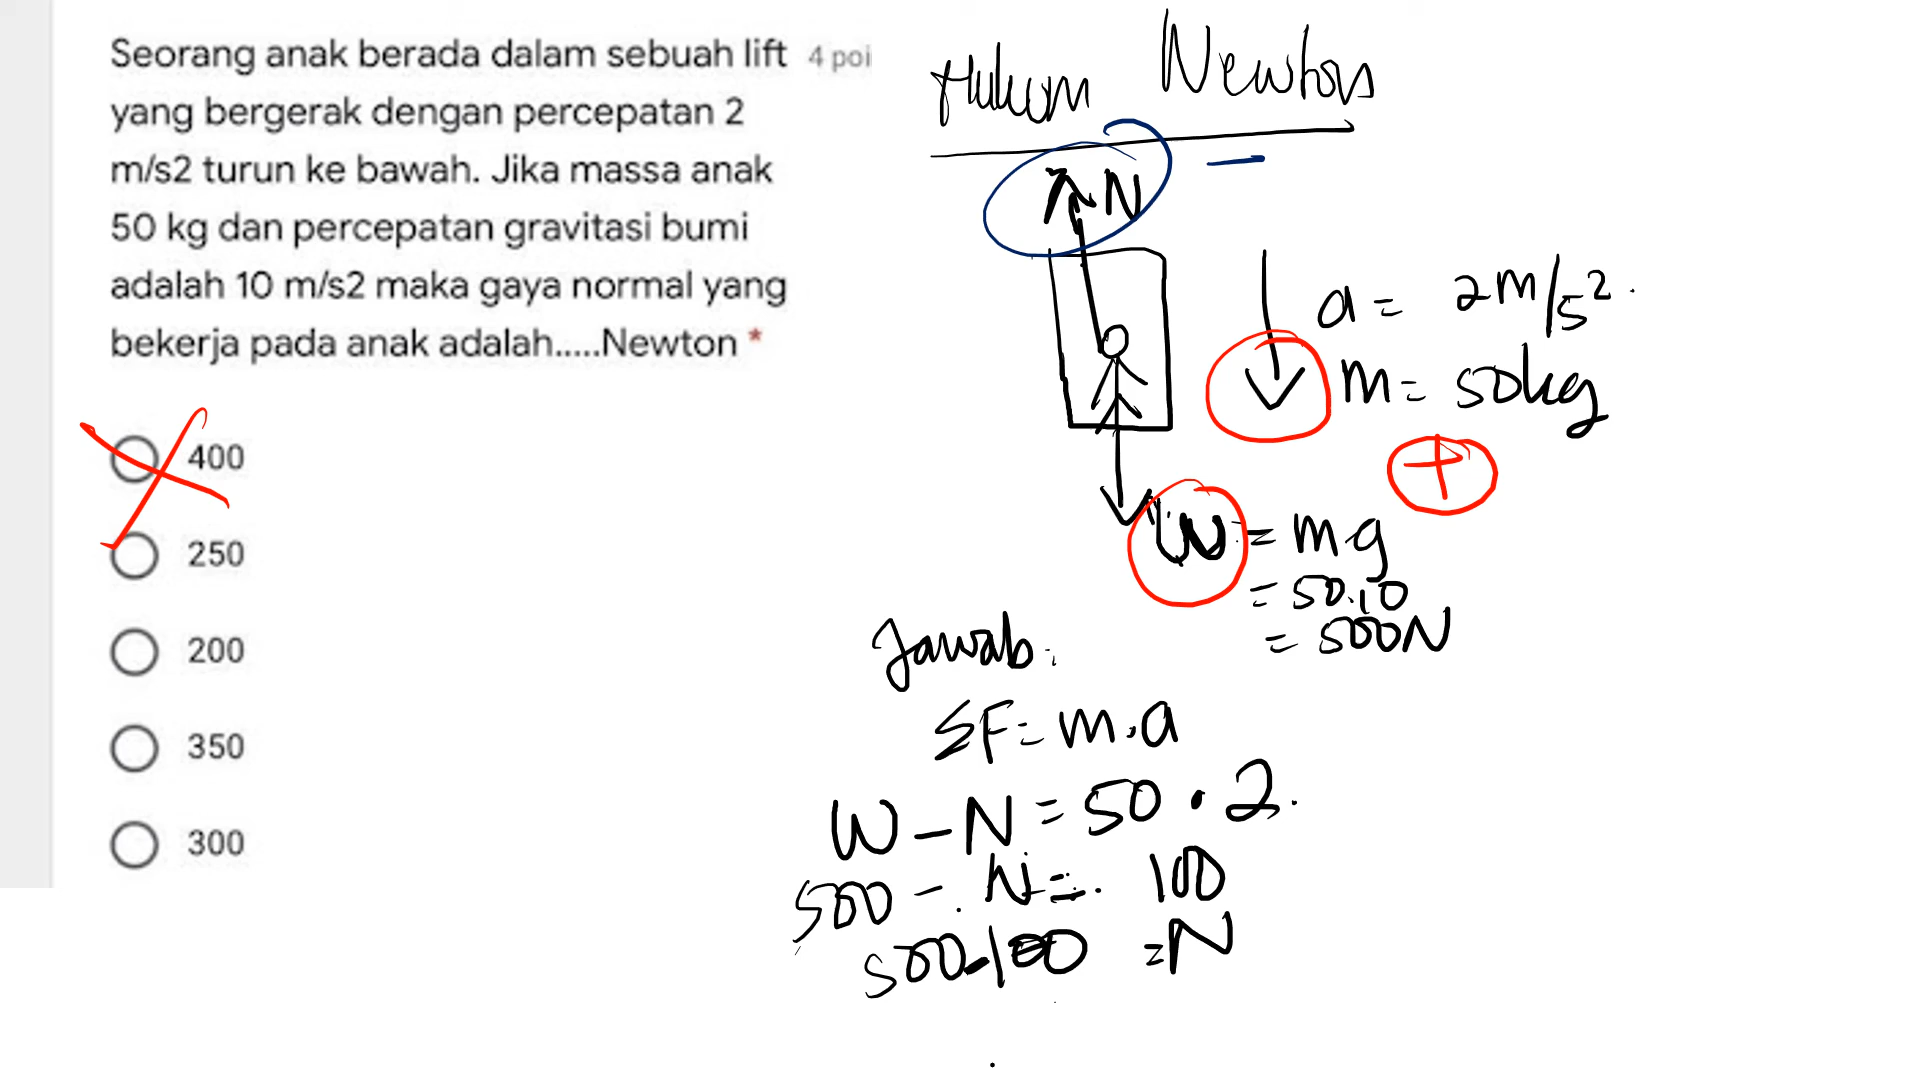 Seorang anak berada dalam sebuah lift 4 poi
yang bergerak dengan percepatan 2
m/s2 turun ke bawah. Jika massa anak
50 kg dan percepatan gravitasi bumi
adalah 10 m/s2 maka gaya normal yang
bekerja pada anak adalah.....Newton *
400
250
200
350
300
Hukum Newton
N
a = 2m/s².
m = 50kg
+
W = mg
= 50.10
= 500N
Jawab:
ΣF = m.a
W - N = 50 . 2.
500 - N = 100
500-100 = N